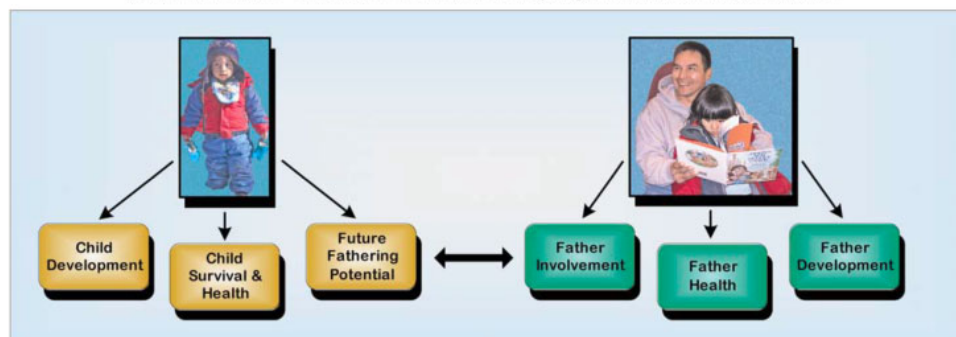 Child
Development
Child
Survival &
Health
Future
Fathering
Potential
Father
Involvement
Father
Health
Father
Development